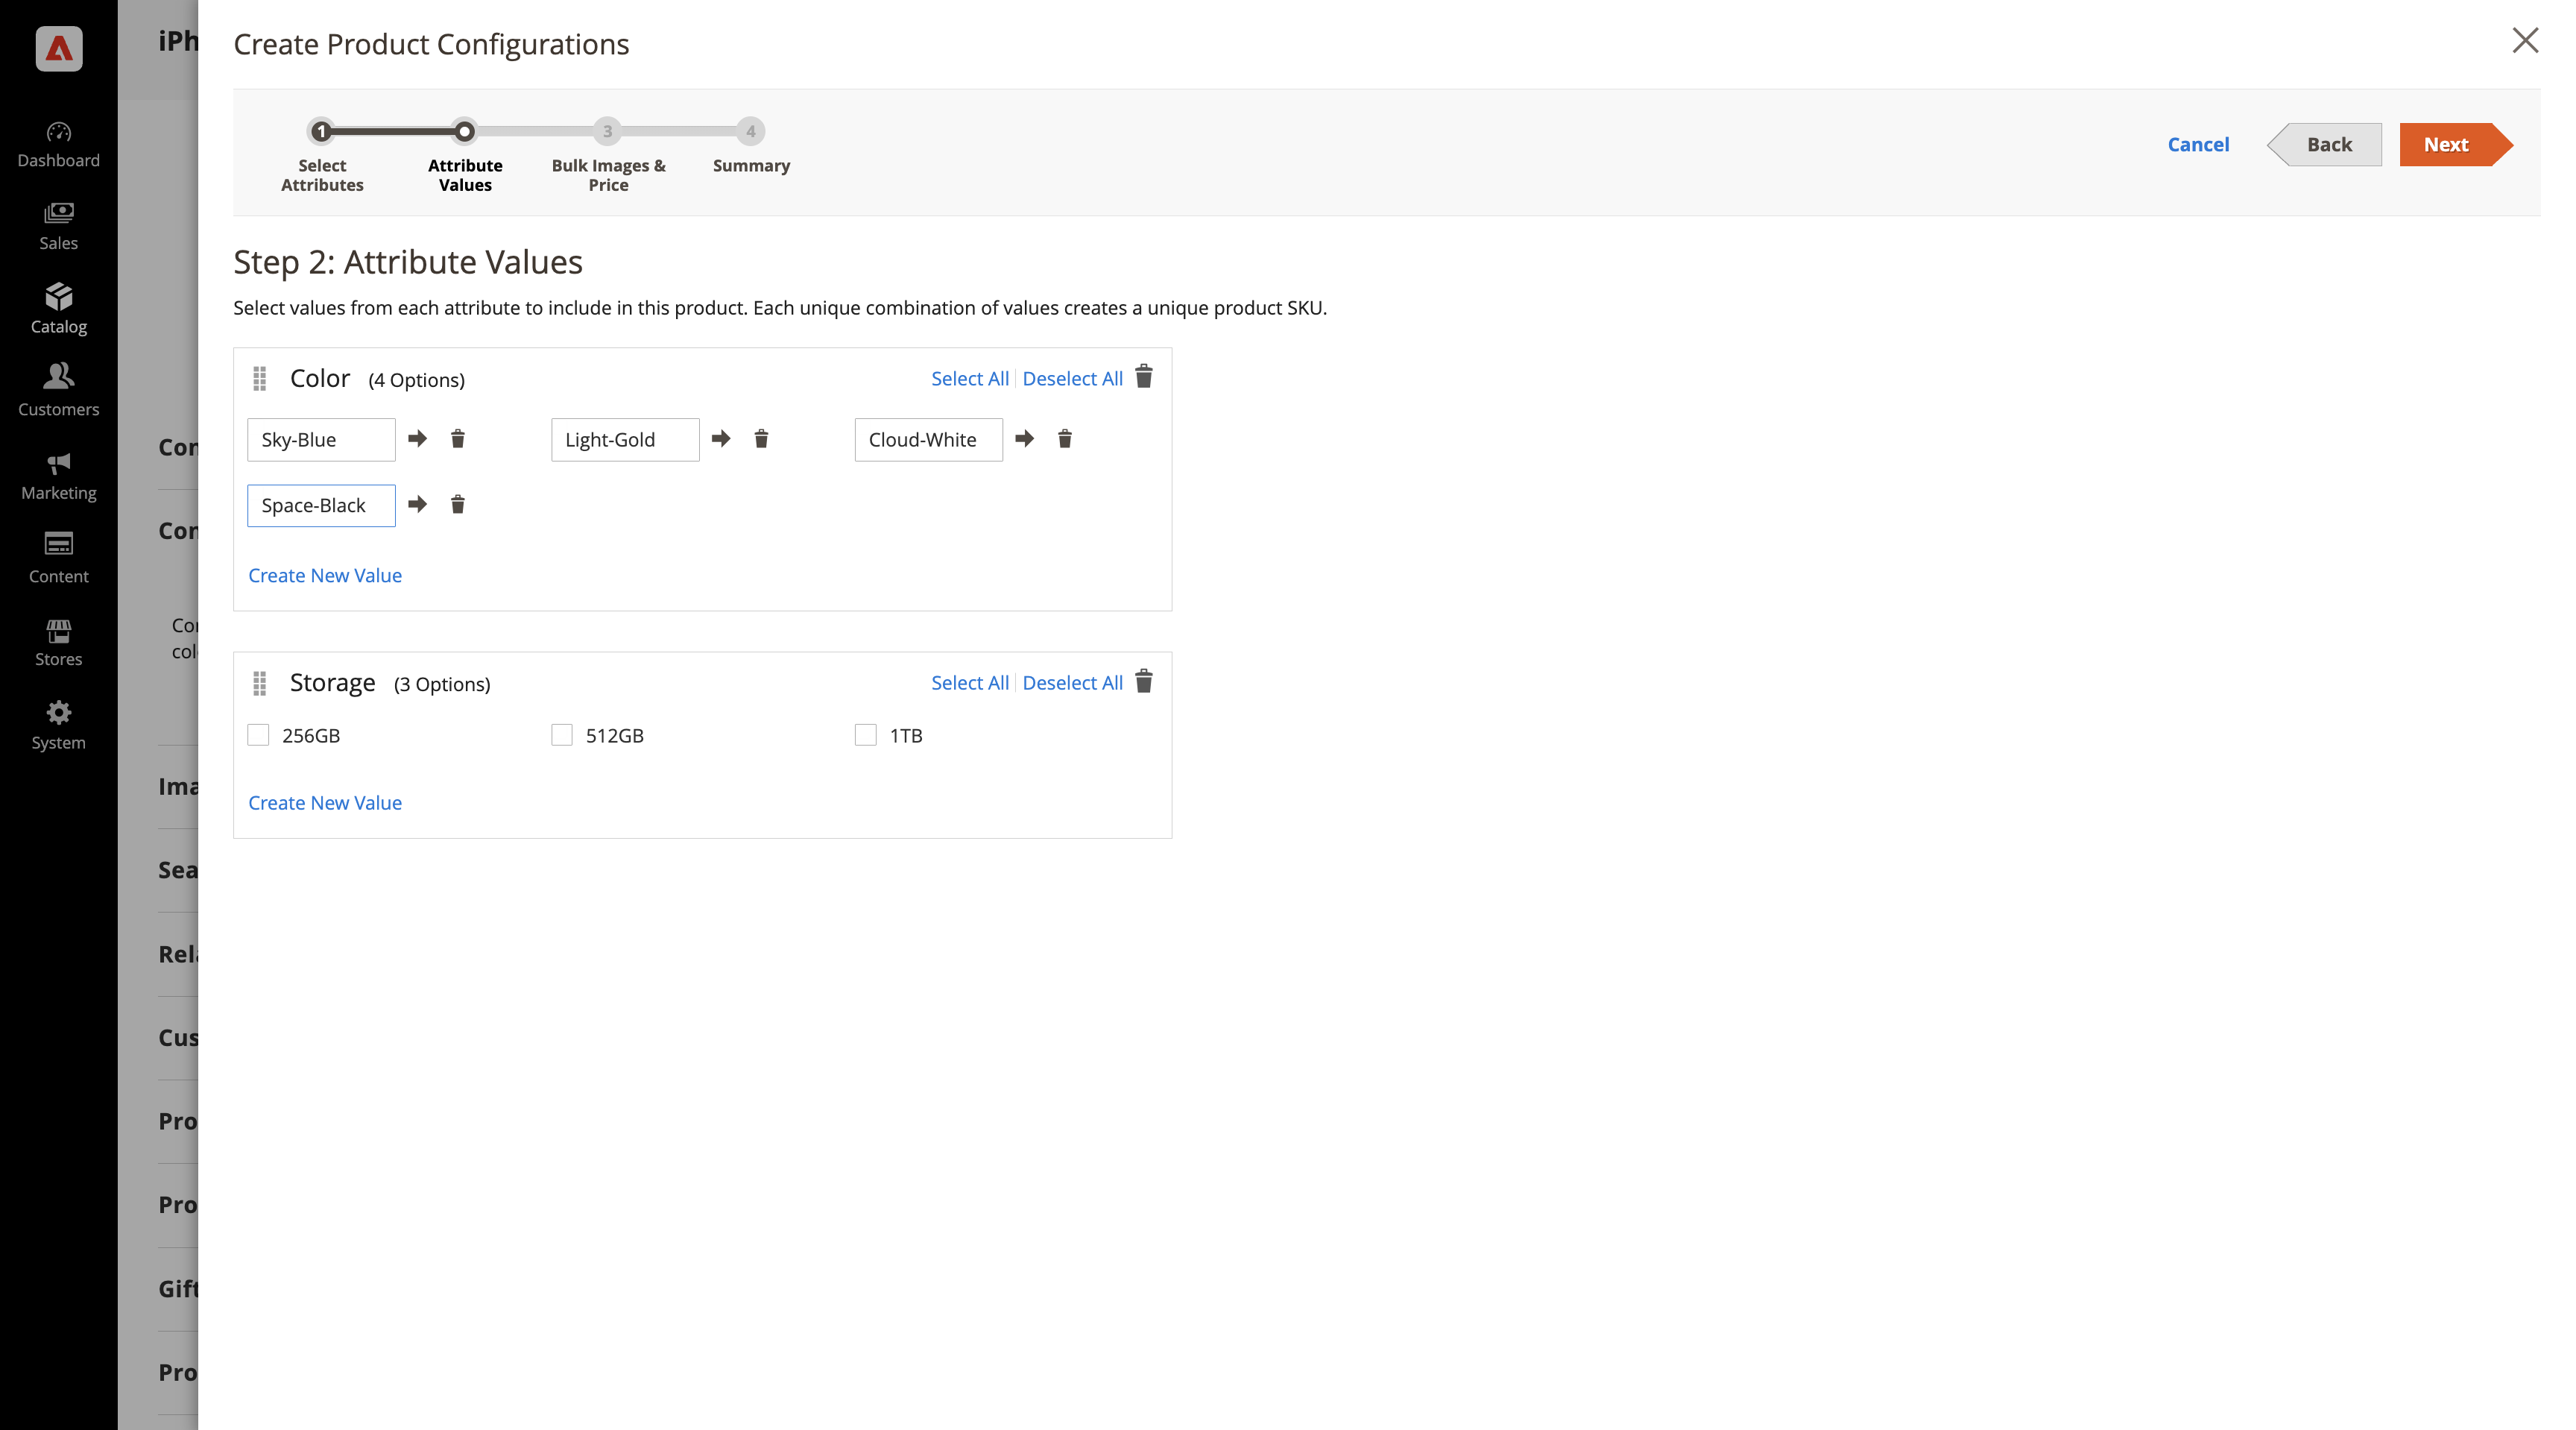 Create Product Configurations
1
3
4
Select Attributes
Attribute Values
Bulk Images & Price
Summary
Cancel
Back
Next
Step 2: Attribute Values
Select values from each attribute to include in this product. Each unique combination of values creates a unique product SKU.
Color (4 Options)
Select All
Deselect All
Sky-Blue
Light-Gold
Cloud-White
Space-Black
Create New Value
Storage (3 Options)
Select All
Deselect All
256GB
512GB
1TB
Create New Value
Dashboard
Sales
Catalog
Customers
Marketing
Content
Stores
System
iPh
Con
Con
Ima
Sea
Cus
Pro
Pro
Gift
Pro